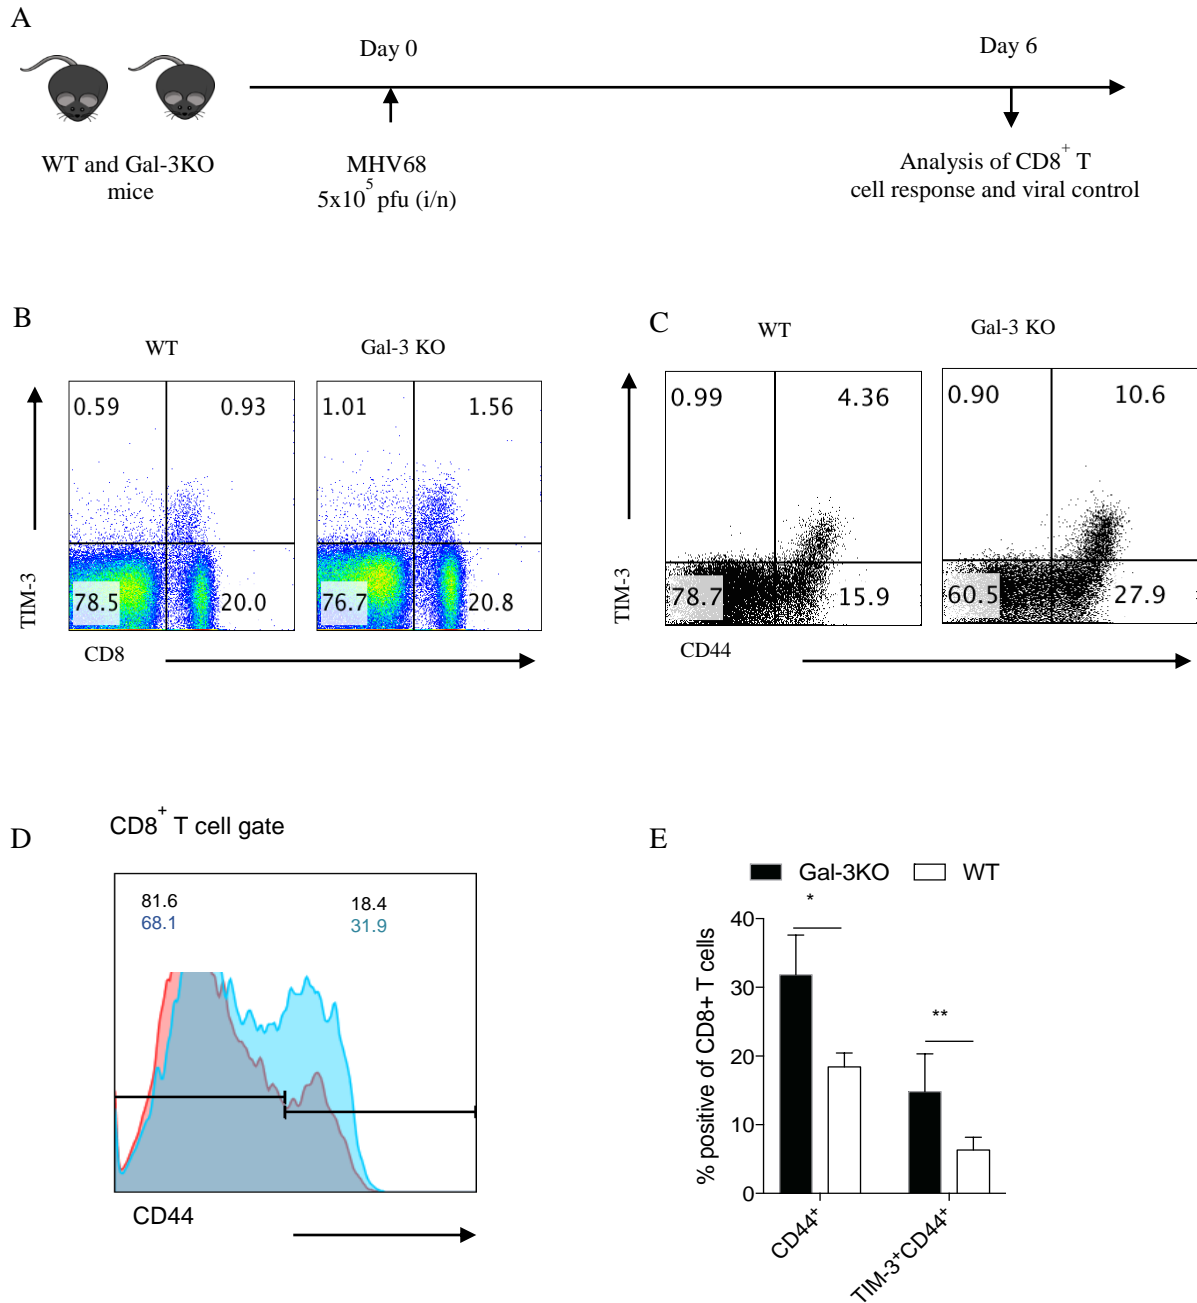 A
Day 0
Day 6
WT and Gal-3KO
mice
MHV68
5x10⁵ pfu (i/n)
Analysis of CD8⁺ T
cell response and viral control
B
WT
Gal-3 KO
0.59
0.93
1.01
1.56
78.5
20.0
76.7
20.8
TIM-3
CD8
C
WT
Gal-3 KO
0.99
4.36
0.90
10.6
78.7
15.9
60.5
27.9
TIM-3
CD44
D
CD8⁺ T cell gate
81.6
18.4
68.1
31.9
CD44
E
Gal-3KO
WT
*
**
% positive of CD8+ T cells
40
30
20
10
0
CD44⁺
TIM-3⁺CD44⁺